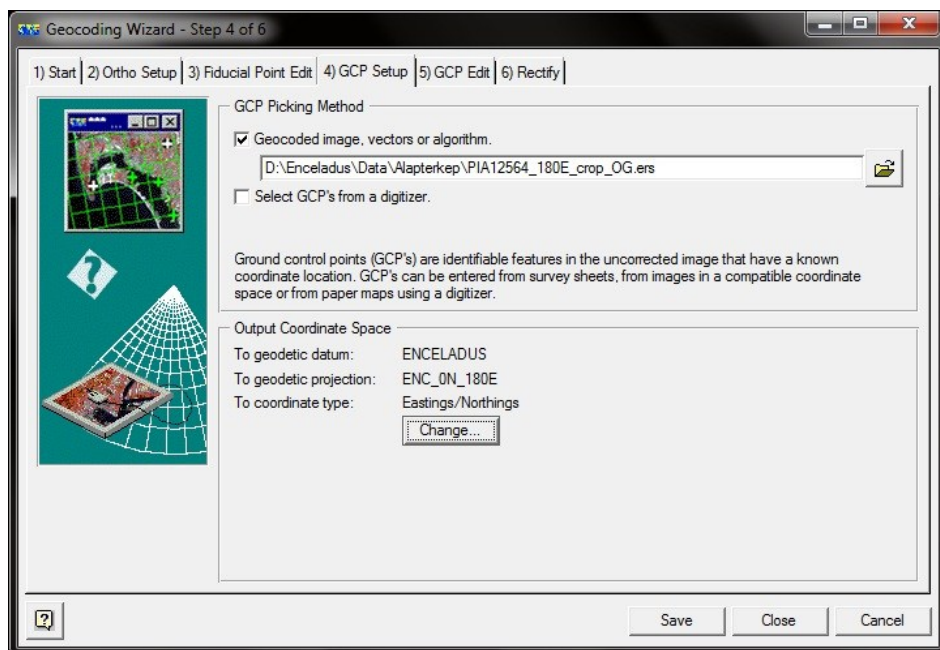 Geocoding Wizard - Step 4 of 6
1) Start 2) Ortho Setup 3) Fiducial Point Edit 4) GCP Setup 5) GCP Edit 6) Rectify
GCP Picking Method
Geocoded image, vectors or algorithm.
D:\Enceladus\Data\Alapterkep\PIA12564_180E_crop_OG.ers
Select GCP's from a digitizer.
Ground control points (GCP's) are identifiable features in the uncorrected image that have a known
coordinate location. GCP's can be entered from survey sheets, from images in a compatible coordinate
space or from paper maps using a digitizer.
Output Coordinate Space
To geodetic datum: ENCELADUS
To geodetic projection: ENC_0N_180E
To coordinate type: Eastings/Northings
Change...
Save Close Cancel